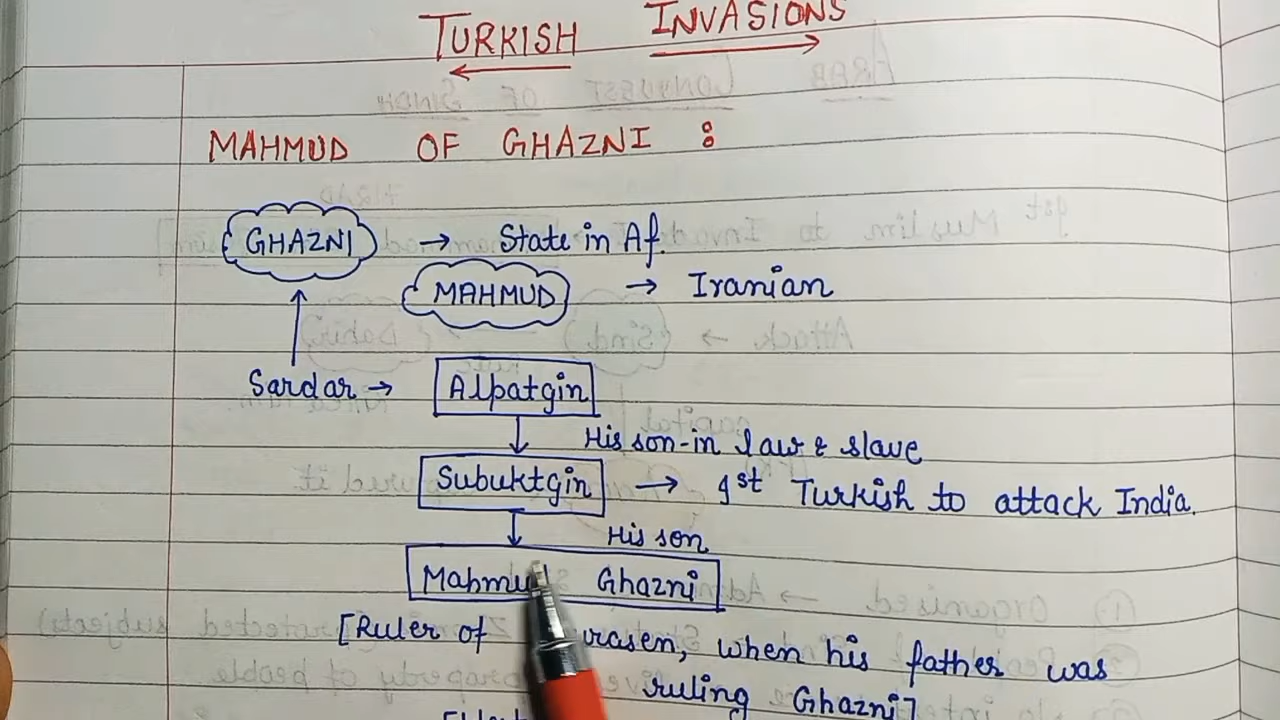 TURKISH INVASIONS
MAHMUD OF GHAZNI :
GHAZNI → State in Af.
MAHMUD → Iranian
Sardar → Alpatgin
His son-in law & slave
Subuktgin → 1st Turkish to attack India.
His son
Mahmud Ghazni
[Ruler of when his father was
ruling Ghazni]